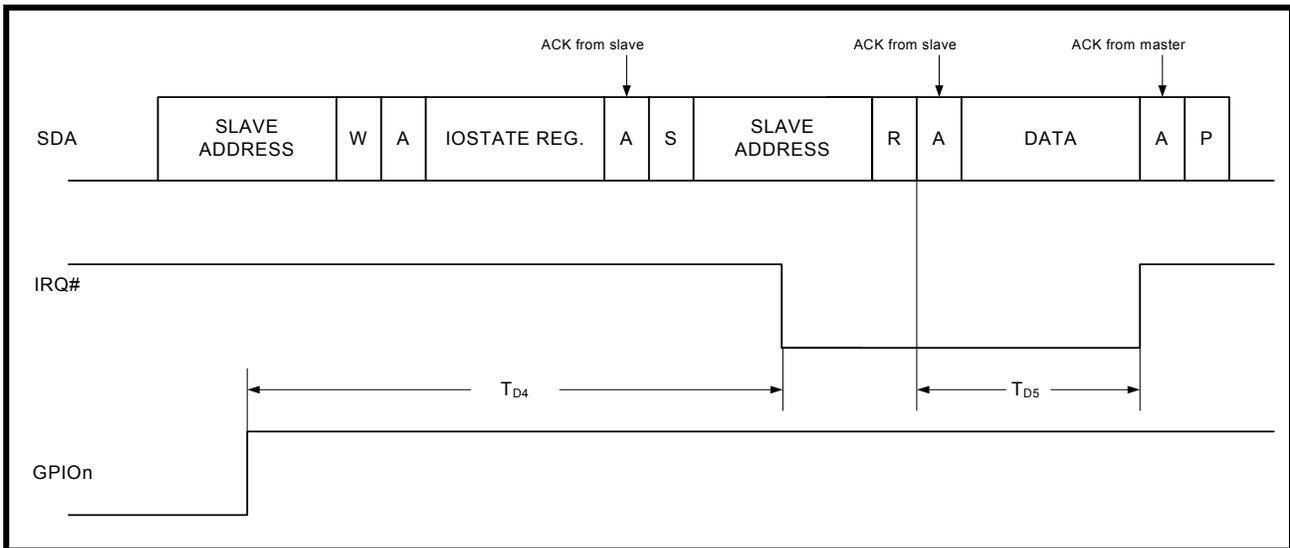 ACK from slave ACK from slave ACK from master
SDA SLAVE ADDRESS W A IOSTATE REG. A S SLAVE ADDRESS R A DATA A P
IRQ#
TD4 TD5
GPIOn